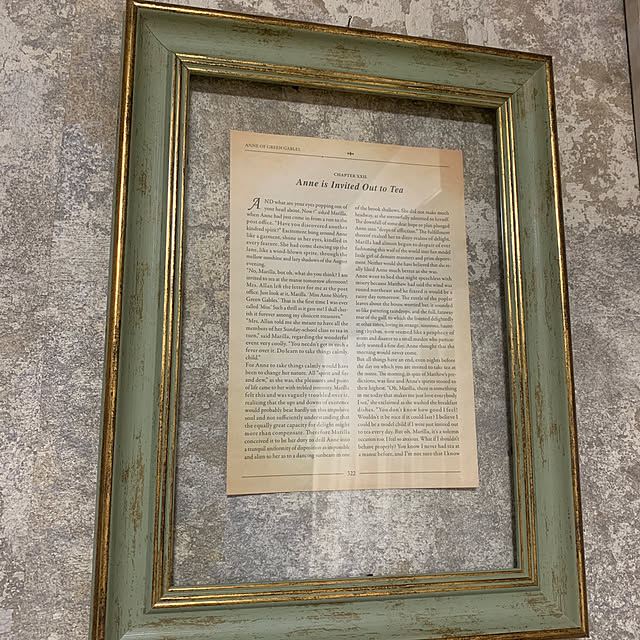 ANNE OF GREEN GABLES
CHAPTER XXII
Anne is Invited Out to Tea
AND what are your eyes popping out of
your head about. Now?" asked Marilla,
when Anne had just come in from a run to the
post office. "Have you discovered another
kindred spirit?" Excitement hung around Anne
like a garment, shone in her eyes, kindled in
every feature. She had come dancing up the
lane, like a wind-blown sprite, through the
mellow sunshine and lazy shadows of the August
evening.
"No, Marilla, but oh, what do you think? I am
invited to tea at the manse tomorrow afternoon!
Mrs. Allan left the letter for me at the post
office. Just look at it, Marilla. 'Miss Anne Shirley,
Green Gables.' That is the first time I was ever
called 'Miss.' Such a thrill as it gave me! I shall cher-
ish it forever among my choicest treasures."
"Mrs. Allan told me she meant to have all the
members of her Sunday-school class to tea in
turn," said Marilla, regarding the wonderful
event very coolly. "You needn't get in such a
fever over it. Do learn to take things calmly,
child."
For Anne to take things calmly would have
been to change her nature. All "spirit and fire
and dew," as she was, the pleasures and pains
of life came to her with trebled intensity. Marilla
felt this and was vaguely troubled over it,
realizing that the ups and downs of existence
would probably bear hardly on this impulsive
soul and not sufficiently understanding that
the equally great capacity for delight might
more than compensate. Therefore Marilla
conceived it to be her duty to drill Anne into
a tranquil uniformity of disposition as impossible
and alien to her as to a dancing sunbeam in one
of the brook shallows. She did not make much
headway, as she sorrowfully admitted to herself.
The downfall of some dear hope or plan plunged
Anne into "deeps of affliction." The fulfillment
thereof exalted her to dizzy realms of delight.
Marilla had almost begun to despair of ever
fashioning this waif of the world into her model
little girl of demure manners and prim deport-
ment. Neither would she have believed that she re-
ally liked Anne much better as she was.
Anne went to bed that night speechless with
misery because Matthew had said the wind was
round northeast and he feared it would be a
rainy day tomorrow. The rustle of the poplar
leaves about the house worried her, it sounded
so like pattering raindrops, and the full, faraway
roar of the gulf, to which she listened delightedly
at other times, loving its strange, sonorous, haunt-
ing rhythm, now seemed like a prophecy of
storm and disaster to a small maiden who particu-
larly wanted a fine day. Anne thought that the
morning would never come.
But all things have an end, even nights before
the day on which you are invited to take tea at
the manse. The morning, in spite of Matthew's pre-
dictions, was fine and Anne's spirits soared to
their highest. "Oh, Marilla, there is something
in me today that makes me just love everybody
I see," she exclaimed as she washed the breakfast
dishes. "You don't know how good I feel!
Wouldn't it be nice if it could last? I believe I
could be a model child if I were just invited out
to tea every day. But oh, Marilla, it's a solemn
occasion too. I feel so anxious. What if I shouldn't
behave properly? You know I never had tea at
a manse before, and I'm not sure that I know
122